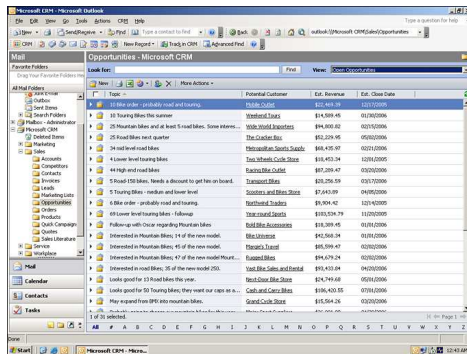 Microsoft CRM - Microsoft Outlook
File Edit View Go Tools Actions CRM Help Type a question for help
New Send/Receive Find Type a contact to find Back outlook:\\Microsoft CRM\Sales\Opportunities
CRM New Record Track in CRM Advanced Find
Mail
Favorite Folders
Drag Your Favorite Folders Here
All Mail Folders
Junk E-mail
Outbox
Sent Items
Search Folders
Mailbox - Administrator
Microsoft CRM
Deleted Items
Marketing
Sales
Accounts
Competitors
Contacts
Invoices
Leads
Marketing Lists
Opportunities
Orders
Products
Quick Campaign
Quotes
Sales Literature
Service
Workplace
Mail
Calendar
Contacts
Tasks
Opportunities - Microsoft CRM
Look for: Find View: Open Opportunities
New More Actions
Topic Potential Customer Est. Revenue Est. Close Date
10 Bike order - probably road and touring. Mobile Outlet $22,469.39 12/17/2005
10 Touring Bikes this summer Weekend Tours $14,589.45 01/30/2006
25 Mountain bikes and at least 5 road bikes. Some interes... Wide World Importers $94,800.82 02/15/2006
25 Road Bikes next quarter The Cracker Box $52,229.95 05/02/2006
34 mid level road bikes Metropolitan Sports Supply $68,435.97 02/21/2006
4 Lower level touring bikes Two Wheels Cycle Store $10,453.34 12/01/2005
44 High end road bikes Racing Bike Outlet $87,209.47 03/20/2006
5 Road-150 bikes. Needs a discount to get him on board. Transport Bikes $20,256.59 03/17/2006
5 Touring Bikes - medium and lower level Scooters and Bikes Store $7,643.89 04/05/2006
6 Bike order - probably road and touring. Northwind Traders $9,904.42 12/14/2005
69 Lower level touring bikes - followup Year-round Sports $103,534.79 11/20/2005
Follow-up with Oscar regarding Mountain bikes Bold Bike Accessories $18,389.45 01/01/2006
Interested in Mountain Bikes; 14 of the new model. Bike Universe $42,568.34 01/01/2006
Interested in Mountain Bikes; 45 of the new model. Margie's Travel $85,599.47 02/02/2006
Interested in Mountain Bikes; 47 of the new model Mount... Rugged Bikes $94,679.24 02/02/2006
Interested in road Bikes; 35 of the new-model 250. Vast Bike Sales and Rental $93,433.04 04/20/2006
Looks good for 13 Road bikes this year. Next-Door Bike Store $24,749.68 05/01/2006
Looks good for 50 Touring bikes; they want our caps as a... Cash and Carry Bikes $106,420.55 07/01/2006
May expand from BMX into mountain bikes. Grand Cycle Store $15,564.26 03/20/2006
1 of 31 selected. Page 1
All # A B C D E F G H I J K L M N O P Q R S T U V W X Y Z
Done
Start Microsoft CRM - Micro... 12:43 AM